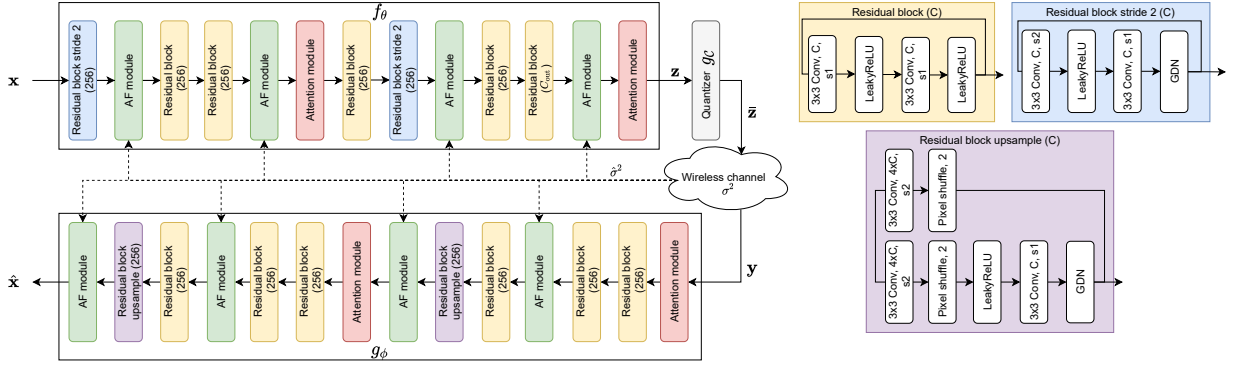 f_θ
x
Residual block stride 2
(256)
AF module
Residual block
(256)
Residual block
(256)
AF module
Attention module
Residual block
(256)
Residual block stride 2
(256)
AF module
Residual block
(256)
Residual block
(C_out)
AF module
Attention module
z
Quantizer q_C
z̄
Wireless channel
σ²
σ̂²
y
x̂
AF module
Residual block
upsample (256)
Residual block
(256)
AF module
Residual block
(256)
Residual block
(256)
Attention module
AF module
Residual block
upsample (256)
Residual block
(256)
AF module
Residual block
(256)
Residual block
(256)
Attention module
g_ϕ
Residual block (C)
3x3 Conv, C,
s1
LeakyReLU
3x3 Conv, C,
s1
LeakyReLU
Residual block stride 2 (C)
3x3 Conv, C, s2
LeakyReLU
3x3 Conv, C, s1
GDN
Residual block upsample (C)
3x3 Conv, 4xC,
s2
Pixel shuffle, 2
3x3 Conv, 4xC,
s2
Pixel shuffle, 2
LeakyReLU
3x3 Conv, C, s1
GDN